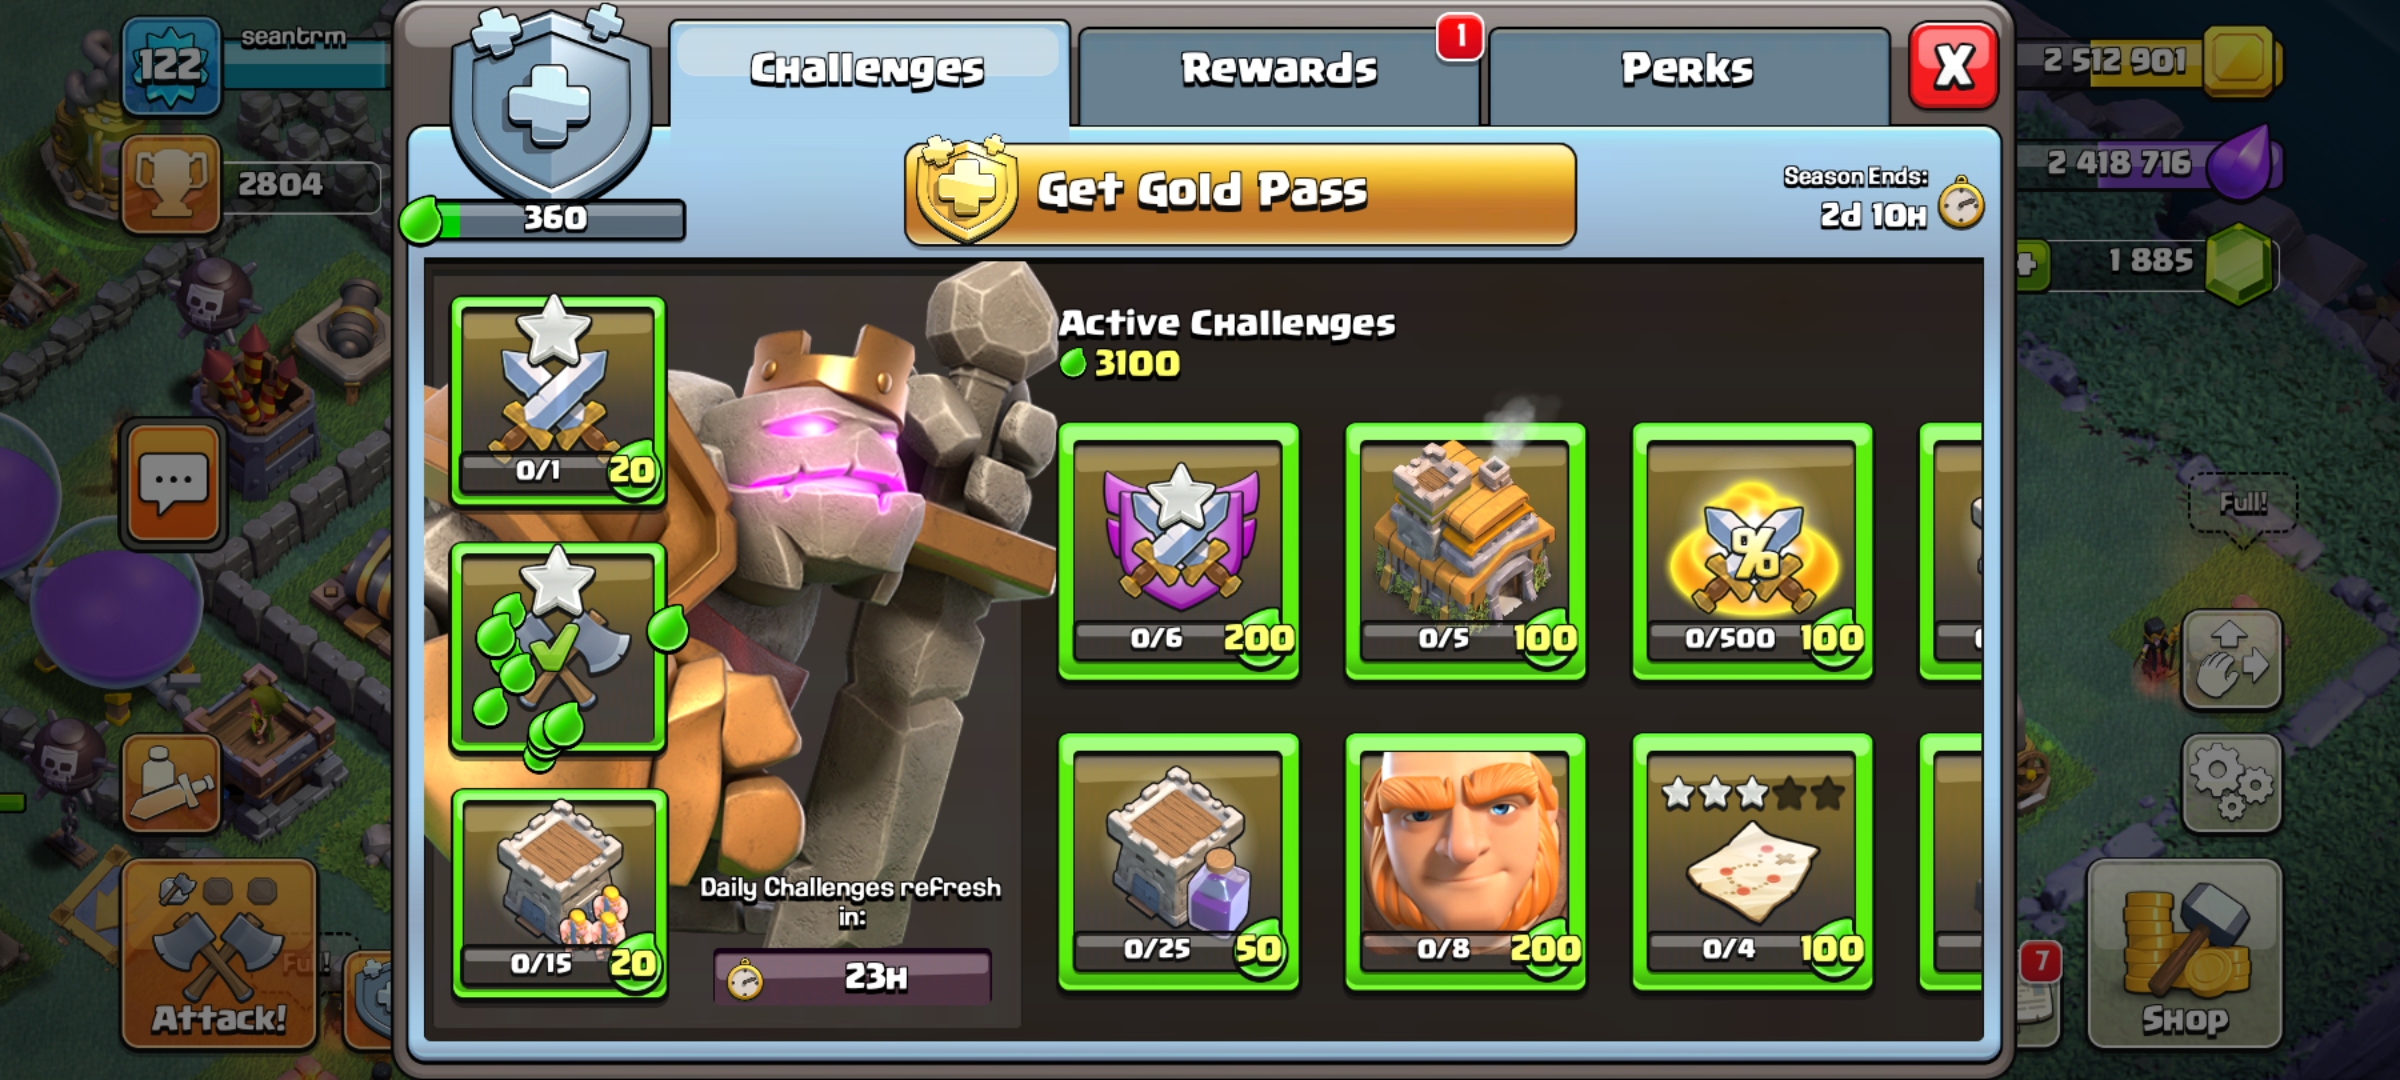 122
seantrm
2804
Challenges
Rewards
1
Perks
X
2 512 901
2 418 716
1 885
360
Get Gold Pass
Season Ends:
2d 10H
0/1
20
0/15
20
Daily Challenges refresh
in:
23H
Active Challenges
3100
0/6
200
0/5
100
%
0/500
100
0/25
50
0/8
200
0/4
100
Full!
Full!
Attack!
7
Shop